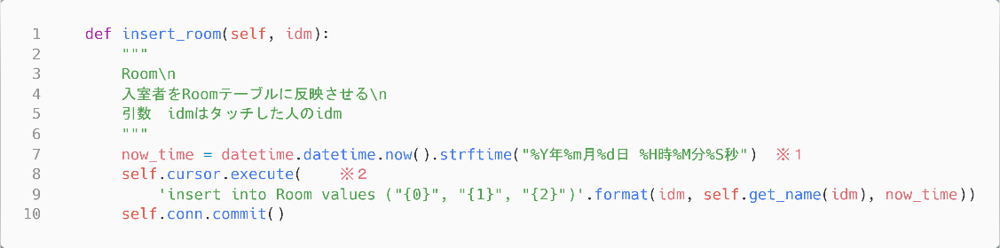 1 def insert_room(self, idm):
2 """
3 Room\n
4 入室者をRoomテーブルに反映させる\n
5 引数　idmはタッチした人のidm
6 """
7 now_time = datetime.datetime.now().strftime("%Y年%m月%d日 %H時%M分%S秒")　※１
8 self.cursor.execute(　※２
9 'insert into Room values ("{0}", "{1}", "{2}")'.format(idm, self.get_name(idm), now_time))
10 self.conn.commit()